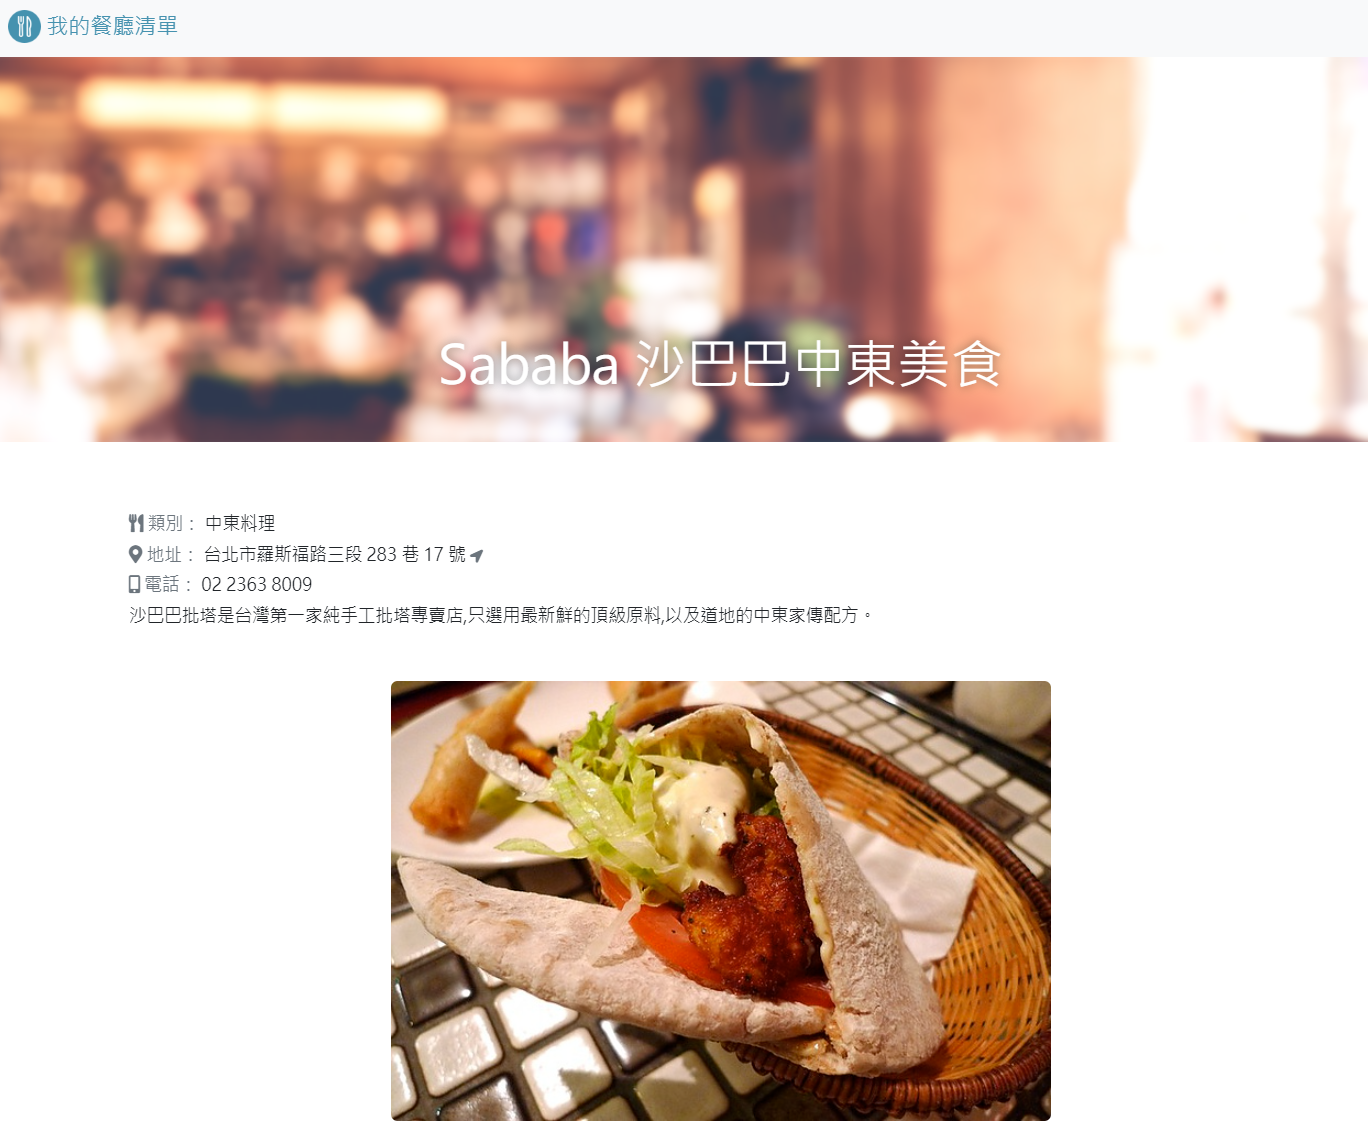 我的餐廳清單
Sababa 沙巴巴中東美食
類別： 中東料理
地址： 台北市羅斯福路三段 283 巷 17 號
電話： 02 2363 8009
沙巴巴批塔是台灣第一家純手工批塔專賣店,只選用最新鮮的頂級原料,以及道地的中東家傳配方。